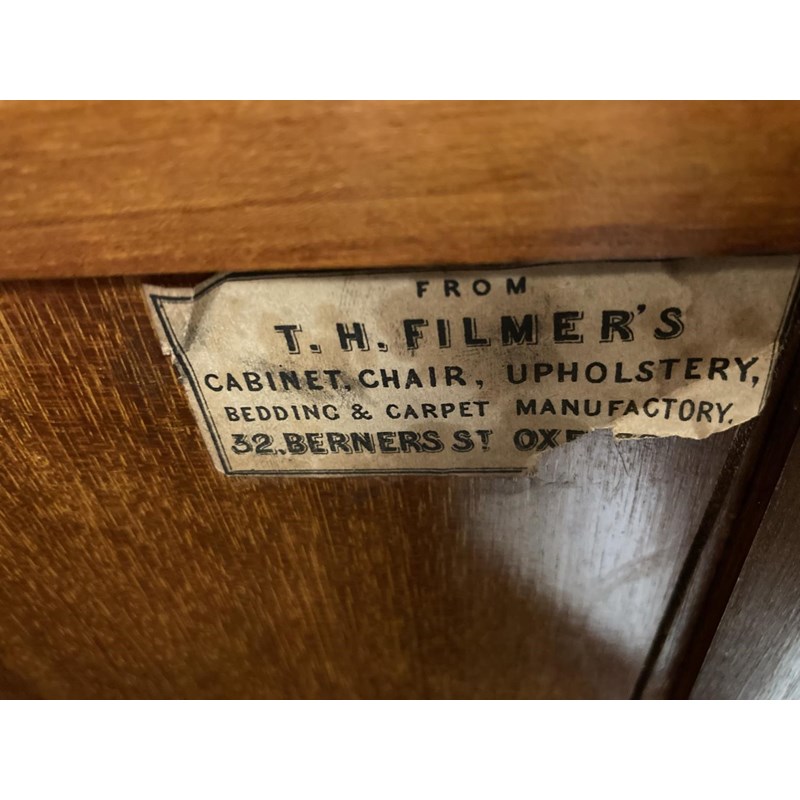 FROM
T. H. FILMER'S
CABINET, CHAIR, UPHOLSTERY,
BEDDING & CARPET MANUFACTORY,
32. BERNERS ST